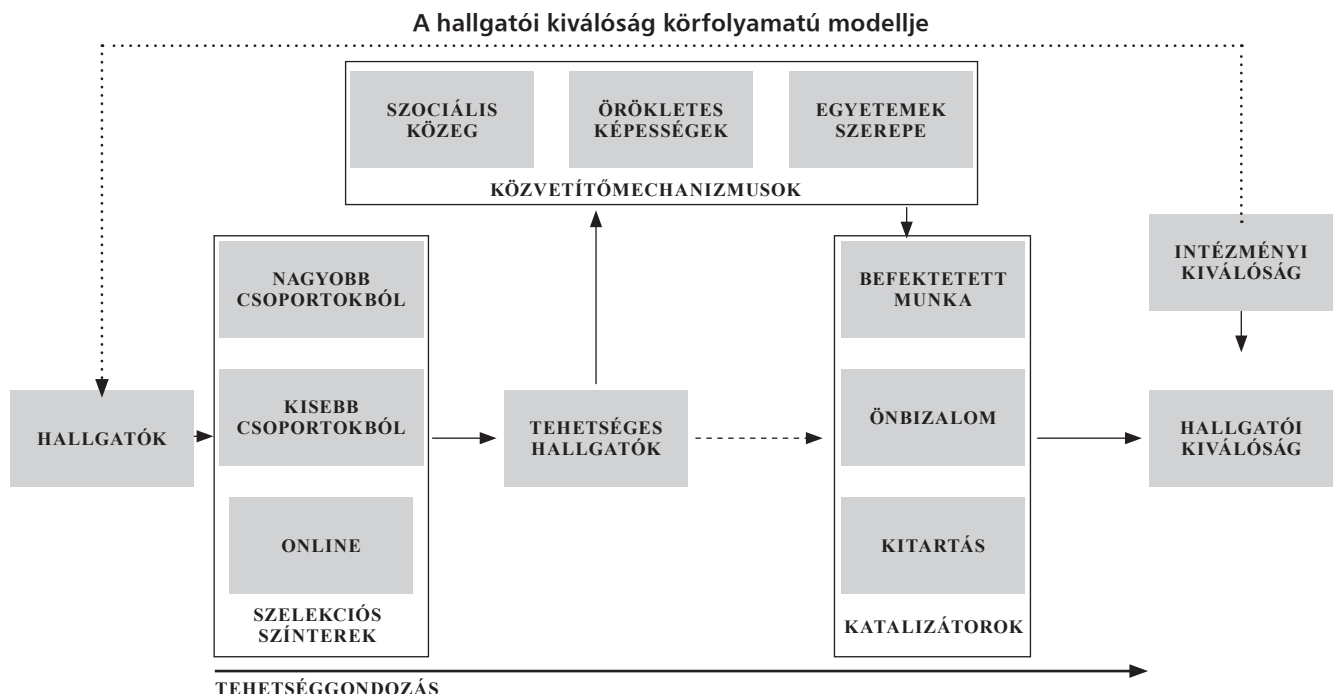 A hallgatói kiválóság körfolyamatú modellje
SZOCIÁLIS
KÖZEG
ÖRÖKLETES
KÉPESSÉGEK
EGYETEMEK
SZEREPE
KÖZVETÍTŐMECHANIZMUSOK
NAGYOBB
CSOPORTOKBÓL
BEFEKTETETT
MUNKA
INTÉZMÉNYI
KIVÁLÓSÁG
HALLGATÓK
KISEBB
CSOPORTOKBÓL
TEHETSÉGES
HALLGATÓK
ÖNBIZALOM
HALLGATÓI
KIVÁLÓSÁG
ONLINE
KITARTÁS
SZELEKCIÓS
SZÍNTEREK
KATALIZÁTOROK
TEHETSÉGGONDOZÁS